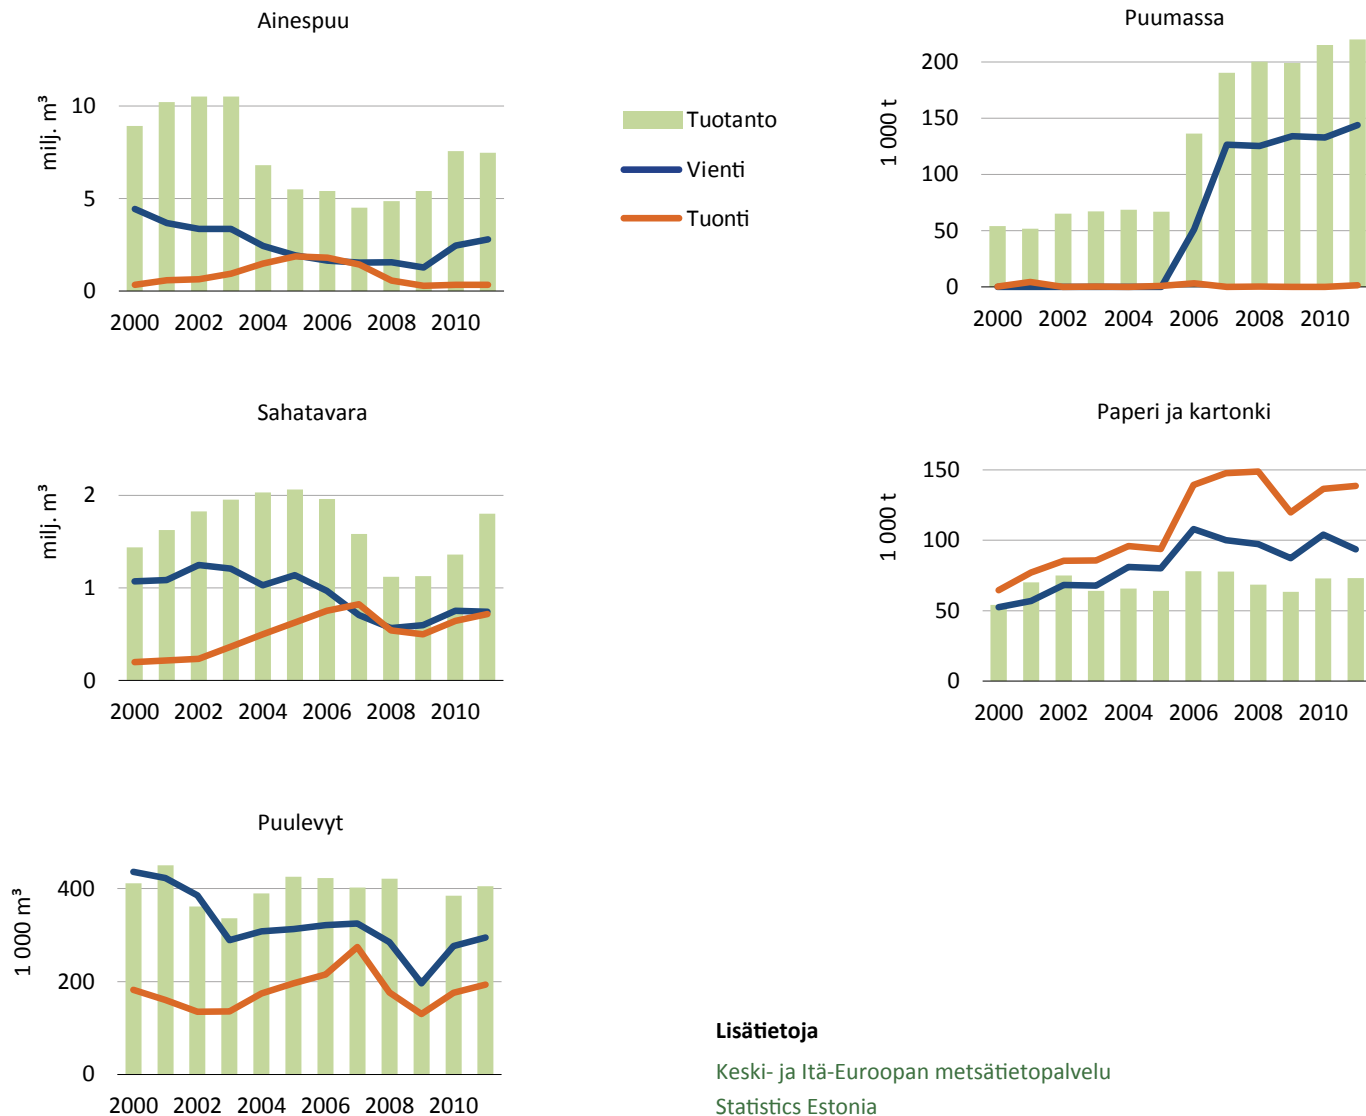 Ainespuu
milj. m³
10
5
0
2000 2002 2004 2006 2008 2010
Tuotanto
Vienti
Tuonti
Puumassa
1 000 t
200
150
100
50
0
2000 2002 2004 2006 2008 2010
Sahatavara
milj. m³
2
1
0
2000 2002 2004 2006 2008 2010
Paperi ja kartonki
1 000 t
150
100
50
0
2000 2002 2004 2006 2008 2010
Puulevyt
1 000 m³
400
200
0
2000 2002 2004 2006 2008 2010
Lisätietoja
Keski- ja Itä-Euroopan metsätietopalvelu
Statistics Estonia